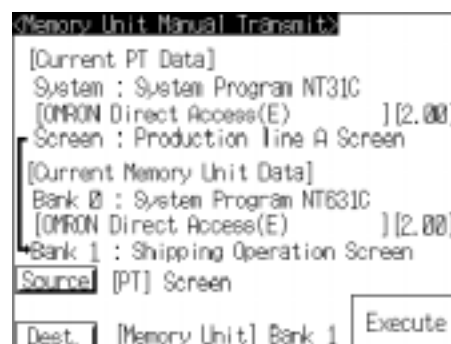 <Memory Unit Manual Transmit>
[Current PT Data]
System : System Program NT31C
[OMRON Direct Access(E) ][2.00]
Screen : Production line A Screen
[Current Memory Unit Data]
Bank 0 : System Program NT631C
[OMRON Direct Access(E) ][2.00]
Bank 1 : Shipping Operation Screen
Source [PT] Screen
Dest. [Memory Unit] Bank 1
Execute